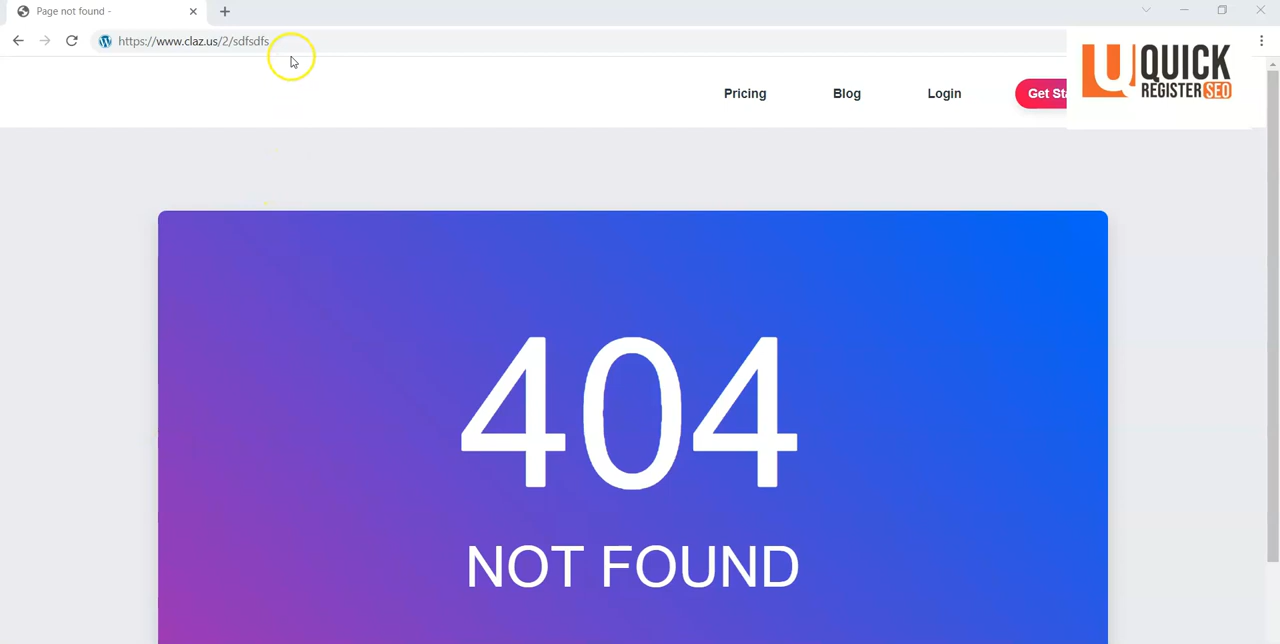 Page not found -
https://www.claz.us/2/sdfsdfs
Pricing
Blog
Login
Get
QUICK
REGISTER SEO
404
NOT FOUND